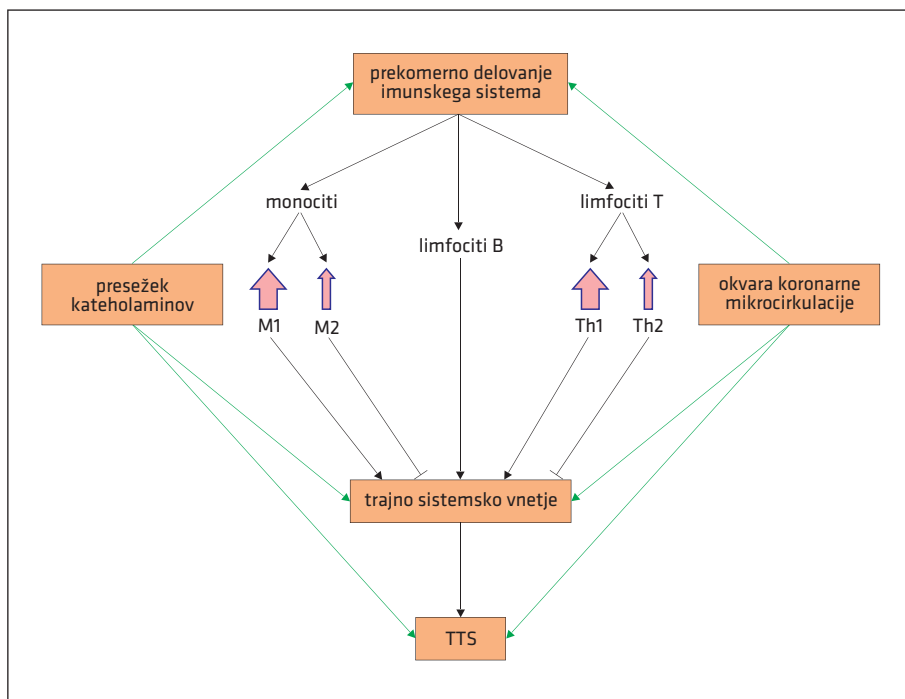 prekomerno delovanje
imunskega sistema
monociti
limfociti T
limfociti B
presežek
kateholaminov
okvara koronarne
mikrocirkulacije
M1
M2
Th1
Th2
trajno sistemsko vnetje
TTS